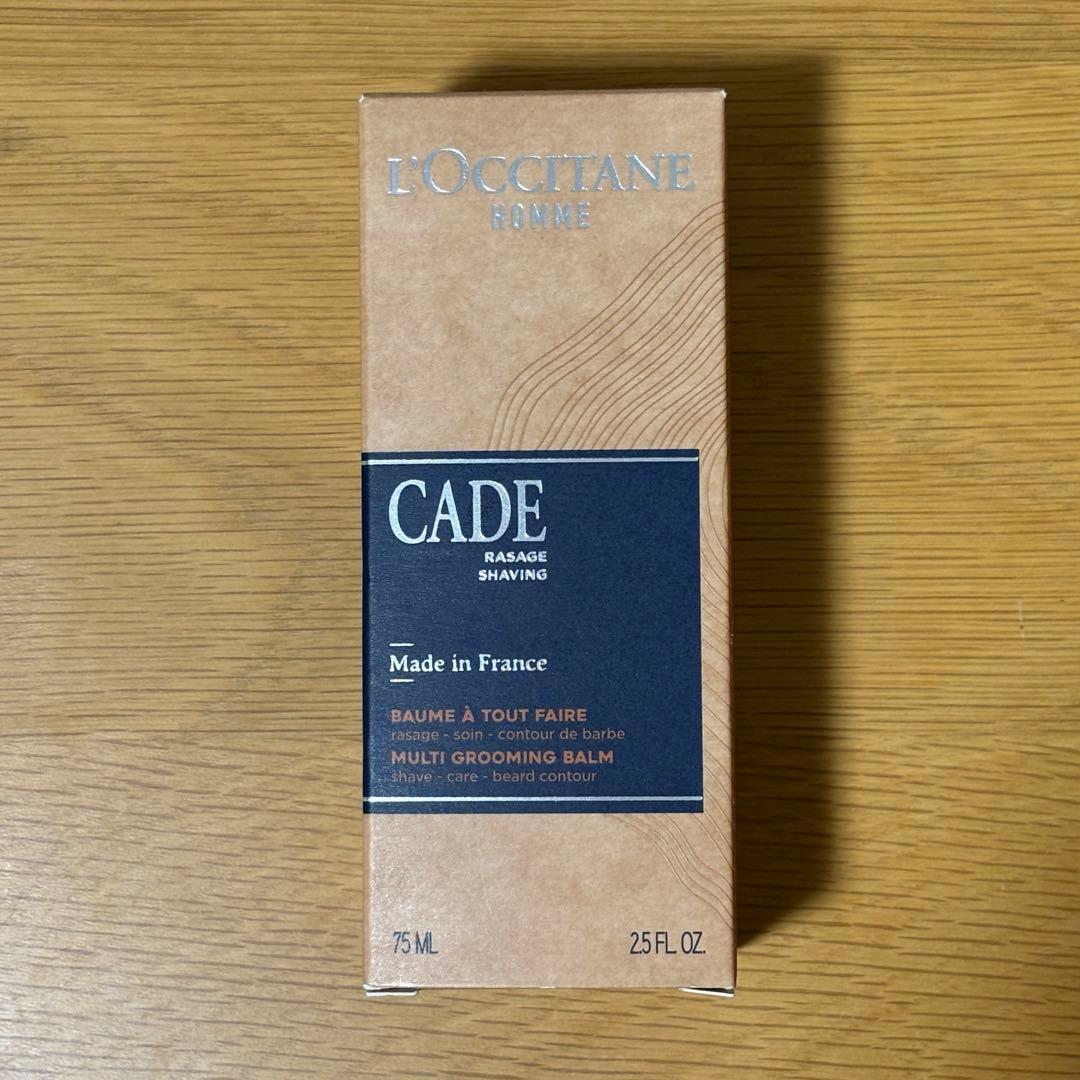 L'OCCITANE
HOMME
CADE
RASAGE
SHAVING
Made in France
BAUME À TOUT FAIRE
rasage - soin - contour de barbe
MULTI GROOMING BALM
shave - care - beard contour
75 ML 2.5 FL. OZ.